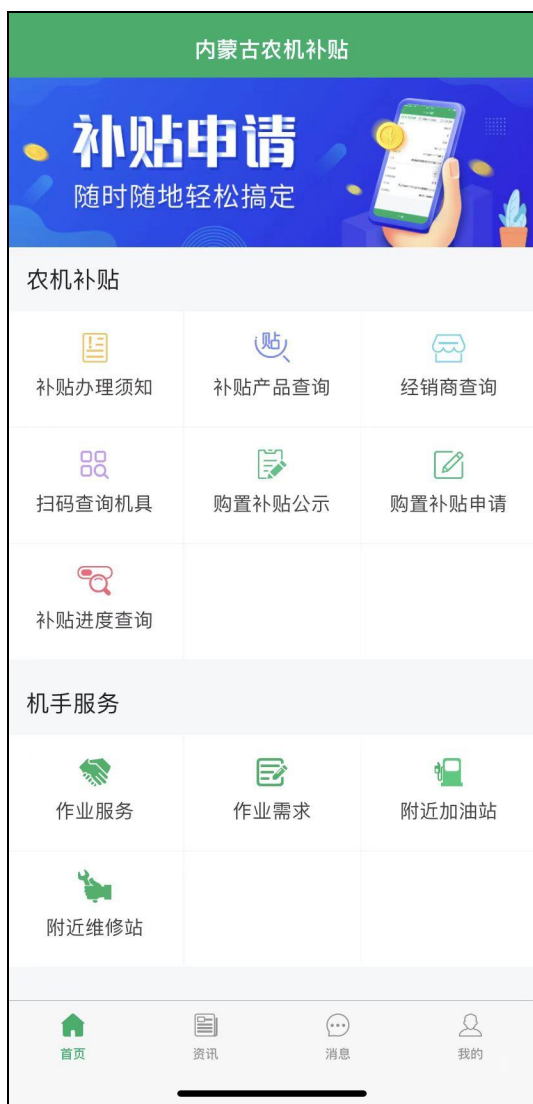 内蒙古农机补贴
补贴申请
随时随地轻松搞定
农机补贴
补贴办理须知
补贴产品查询
经销商查询
扫码查询机具
购置补贴公示
购置补贴申请
补贴进度查询
机手服务
作业服务
作业需求
附近加油站
附近维修站
首页
资讯
消息
我的